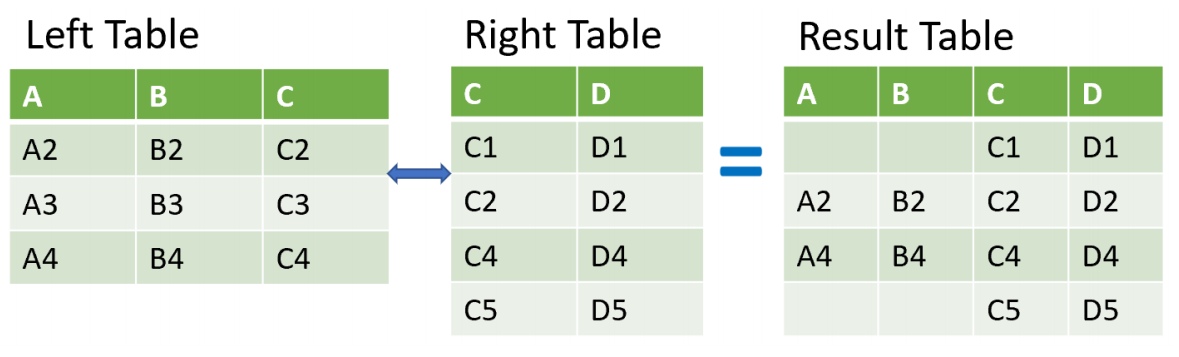 Left Table
A B C
A2 B2 C2
A3 B3 C3
A4 B4 C4
Right Table
C D
C1 D1
C2 D2
C4 D4
C5 D5
=
Result Table
A B C D
C1 D1
A2 B2 C2 D2
A4 B4 C4 D4
C5 D5